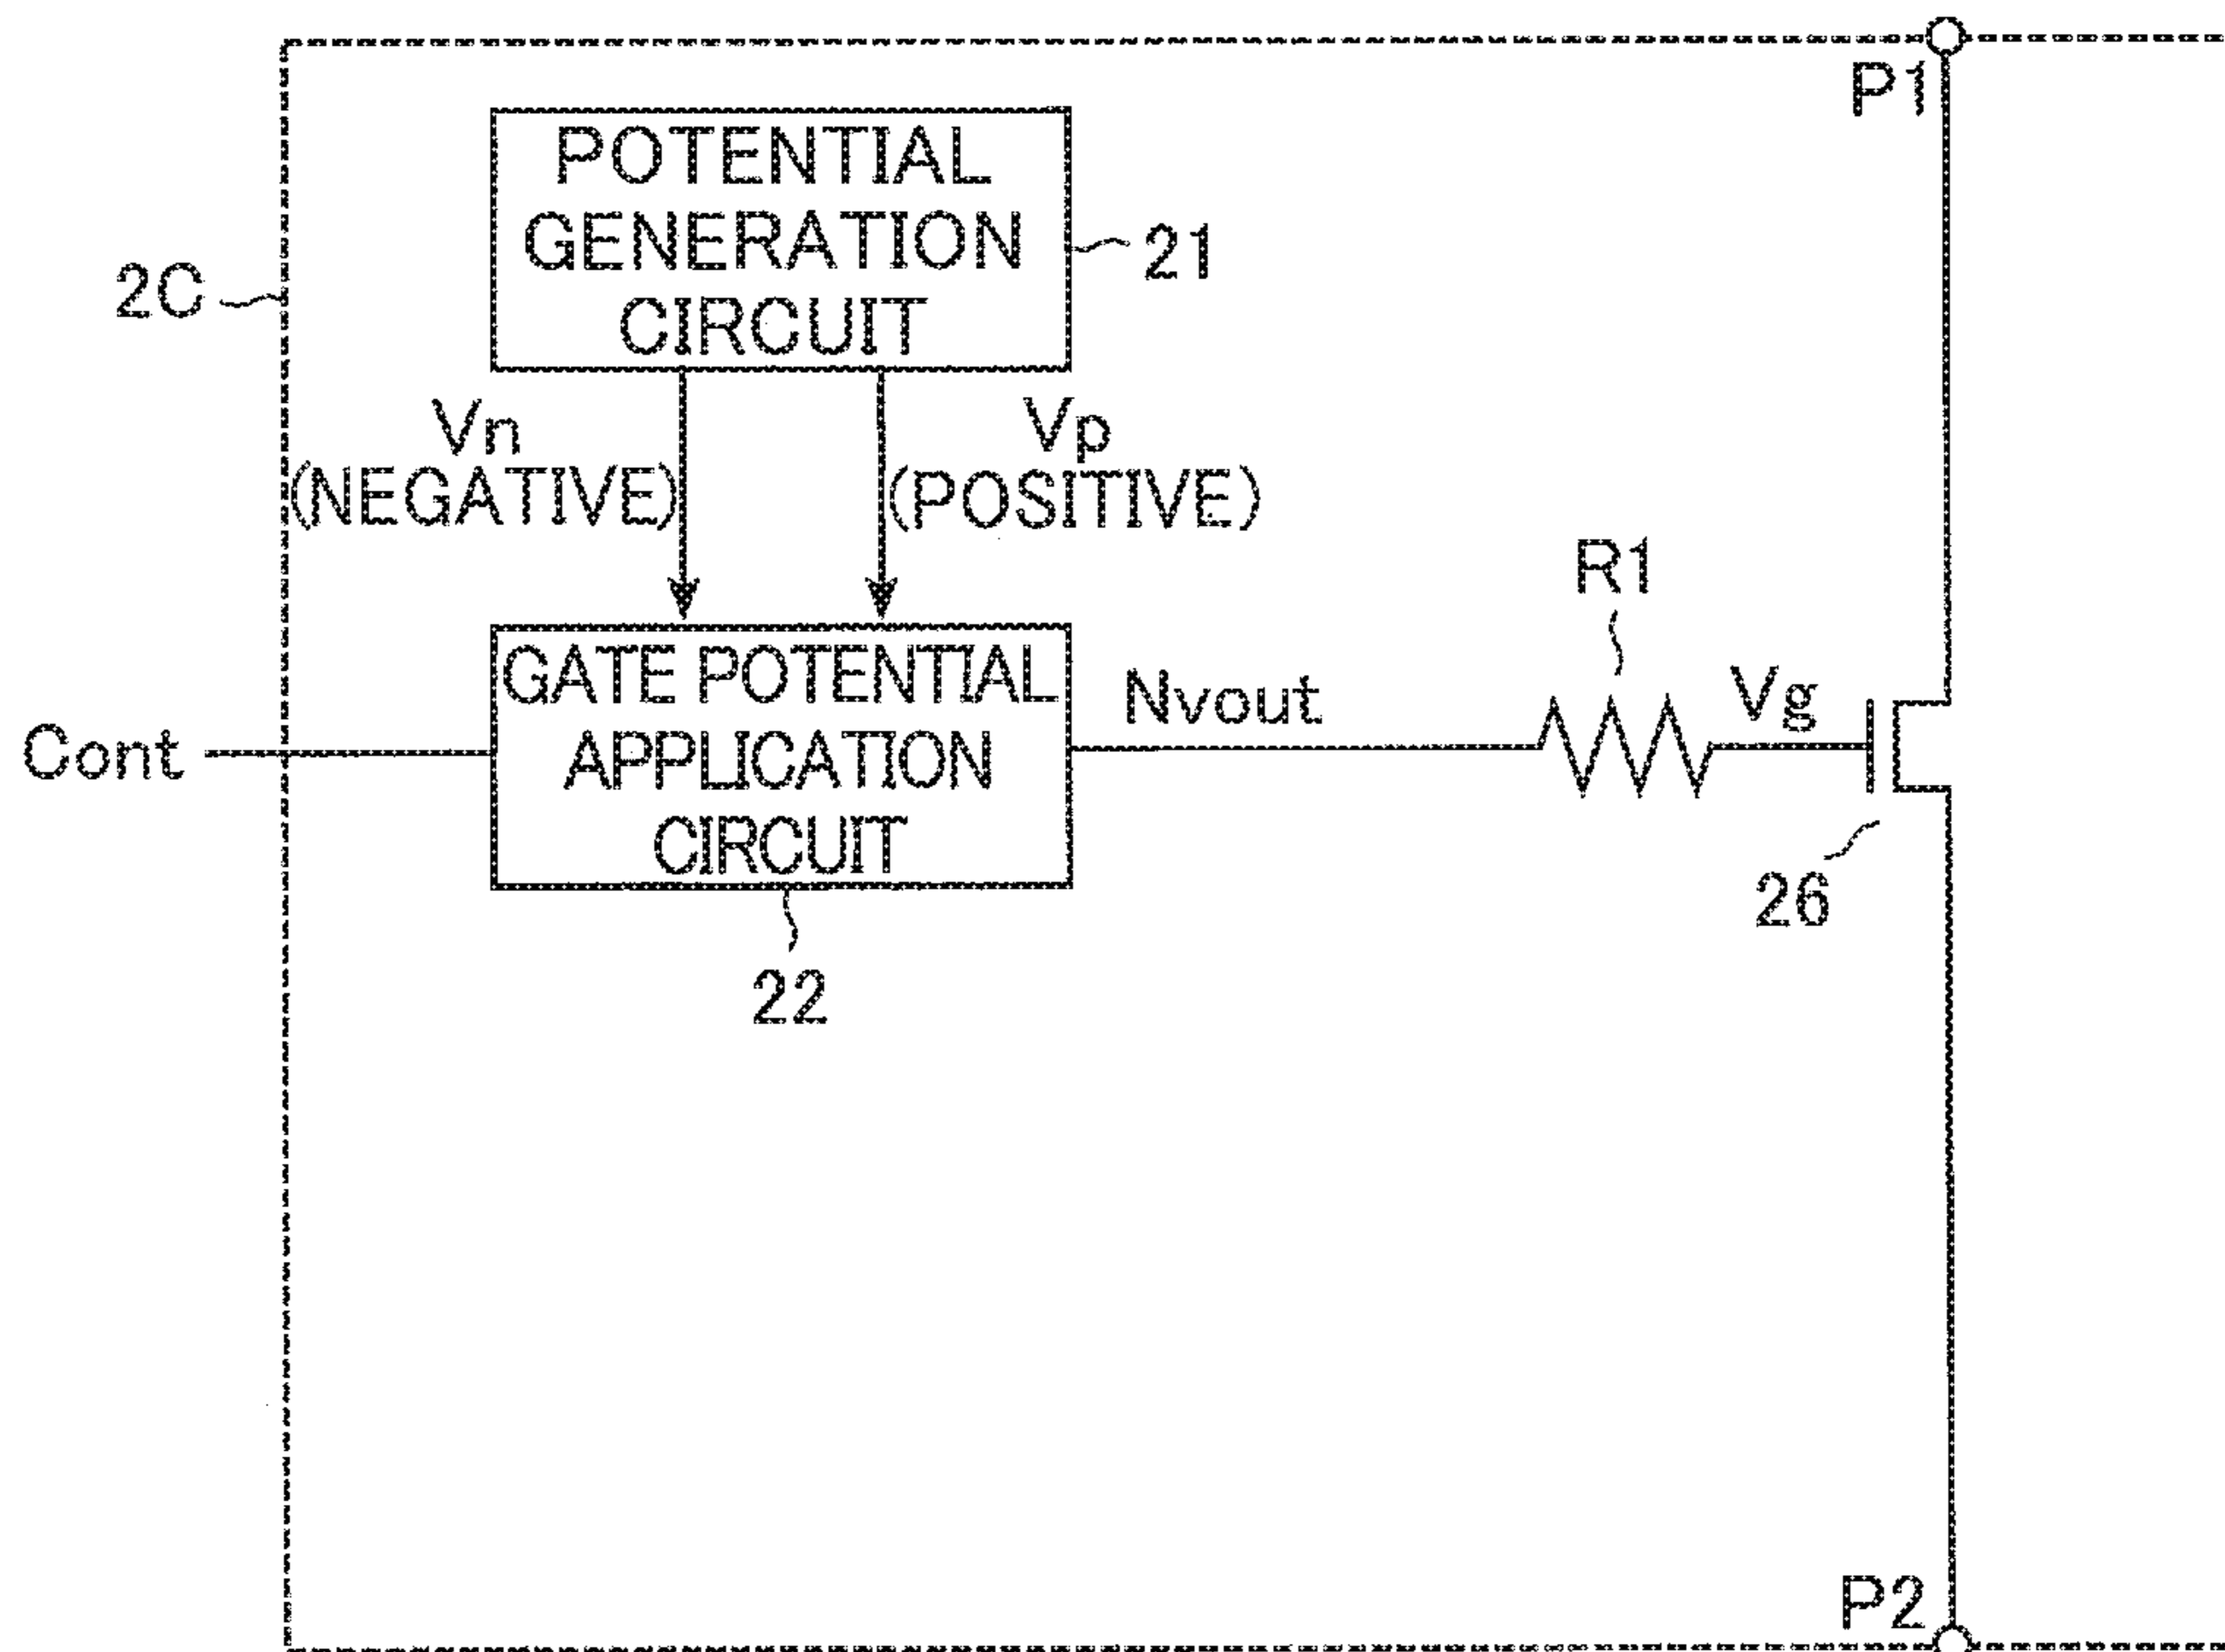 P1
POTENTIAL
GENERATION
CIRCUIT
21
2C
Vn
(NEGATIVE)
Vp
(POSITIVE)
R1
GATE POTENTIAL
APPLICATION
CIRCUIT
Nvout
Vg
Cont
26
22
P2